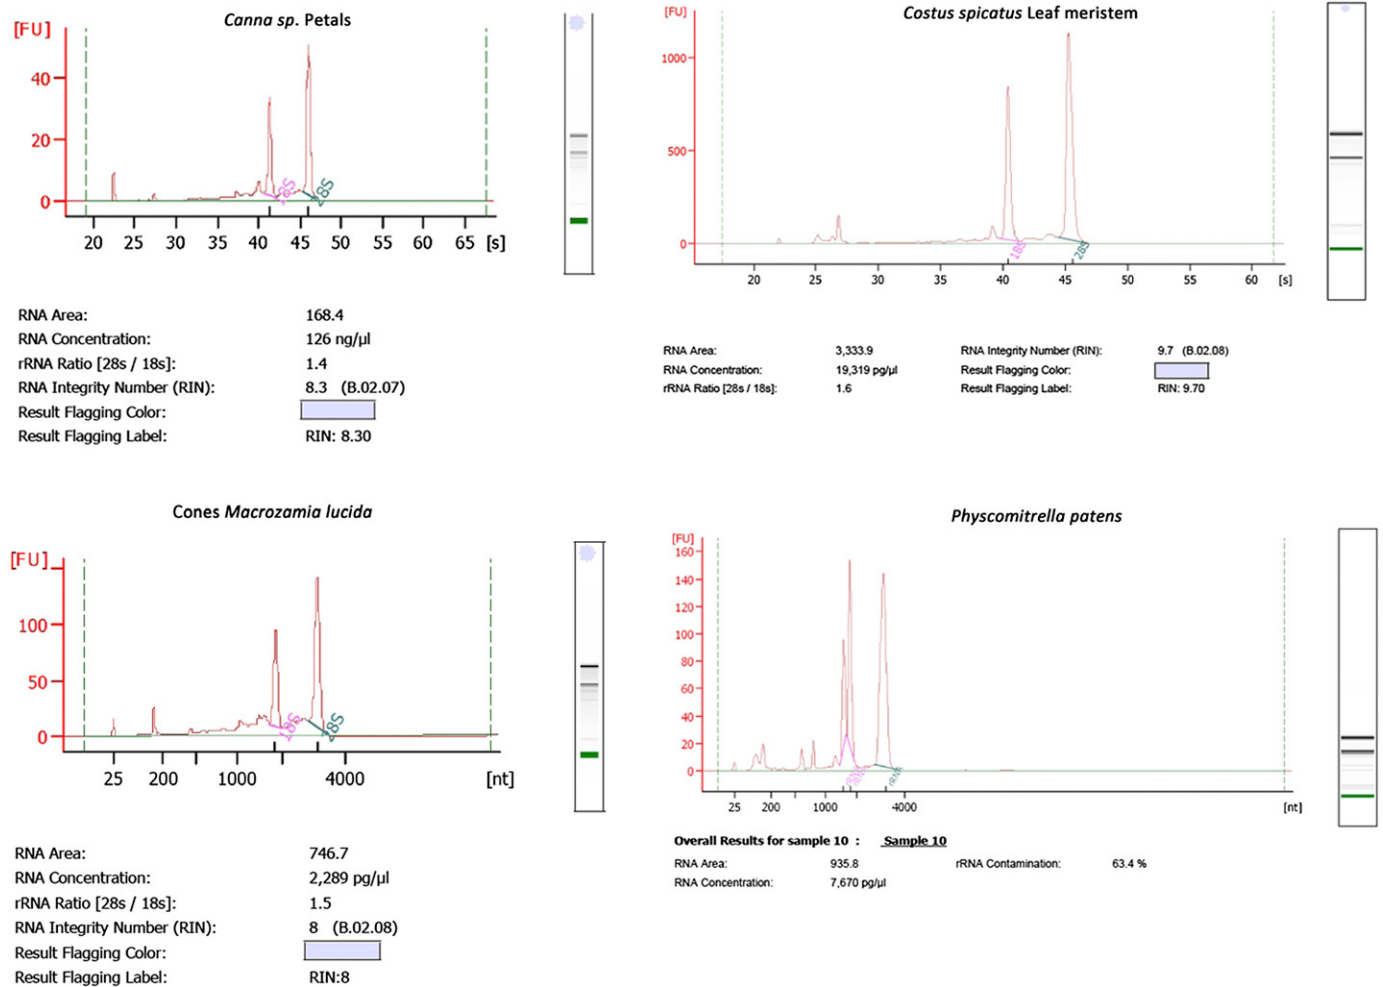 Canna sp. Petals
[FU]
40
20
0
18S
28S
20 25 30 35 40 45 50 55 60 65 [s]
RNA Area: 168.4
RNA Concentration: 126 ng/µl
rRNA Ratio [28s / 18s]: 1.4
RNA Integrity Number (RIN): 8.3 (B.02.07)
Result Flagging Color:
Result Flagging Label: RIN: 8.30
Costus spicatus Leaf meristem
[FU]
1000
500
0
18S
28S
20 25 30 35 40 45 50 55 60 [s]
RNA Area: 3,333.9
RNA Concentration: 19,319 pg/µl
rRNA Ratio [28s / 18s]: 1.6
RNA Integrity Number (RIN): 9.7 (B.02.08)
Result Flagging Color:
Result Flagging Label: RIN: 9.70
Cones Macrozamia lucida
[FU]
100
50
0
18S
28S
25 200 1000 4000 [nt]
RNA Area: 746.7
RNA Concentration: 2,289 pg/µl
rRNA Ratio [28s / 18s]: 1.5
RNA Integrity Number (RIN): 8 (B.02.08)
Result Flagging Color:
Result Flagging Label: RIN:8
Physcomitrella patens
[FU]
160
140
120
100
80
60
40
20
0
25 200 1000 4000 [nt]
Overall Results for sample 10 : Sample 10
RNA Area: 935.8
RNA Concentration: 7,670 pg/µl
rRNA Contamination: 63.4 %